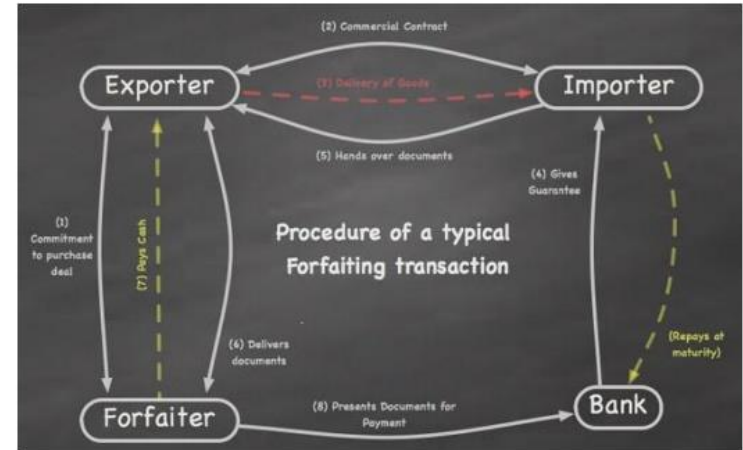 (2) Commercial Contract
Exporter
(3) Delivery of Goods
Importer
(5) Hands over documents
(4) Gives
Guarantee
(1)
Commitment
to purchase
deal
(7) Pays Cash
Procedure of a typical
Forfaiting transaction
(6) Delivers
documents
(Repays at
maturity)
Forfaiter
(8) Presents Documents for
Payment
Bank